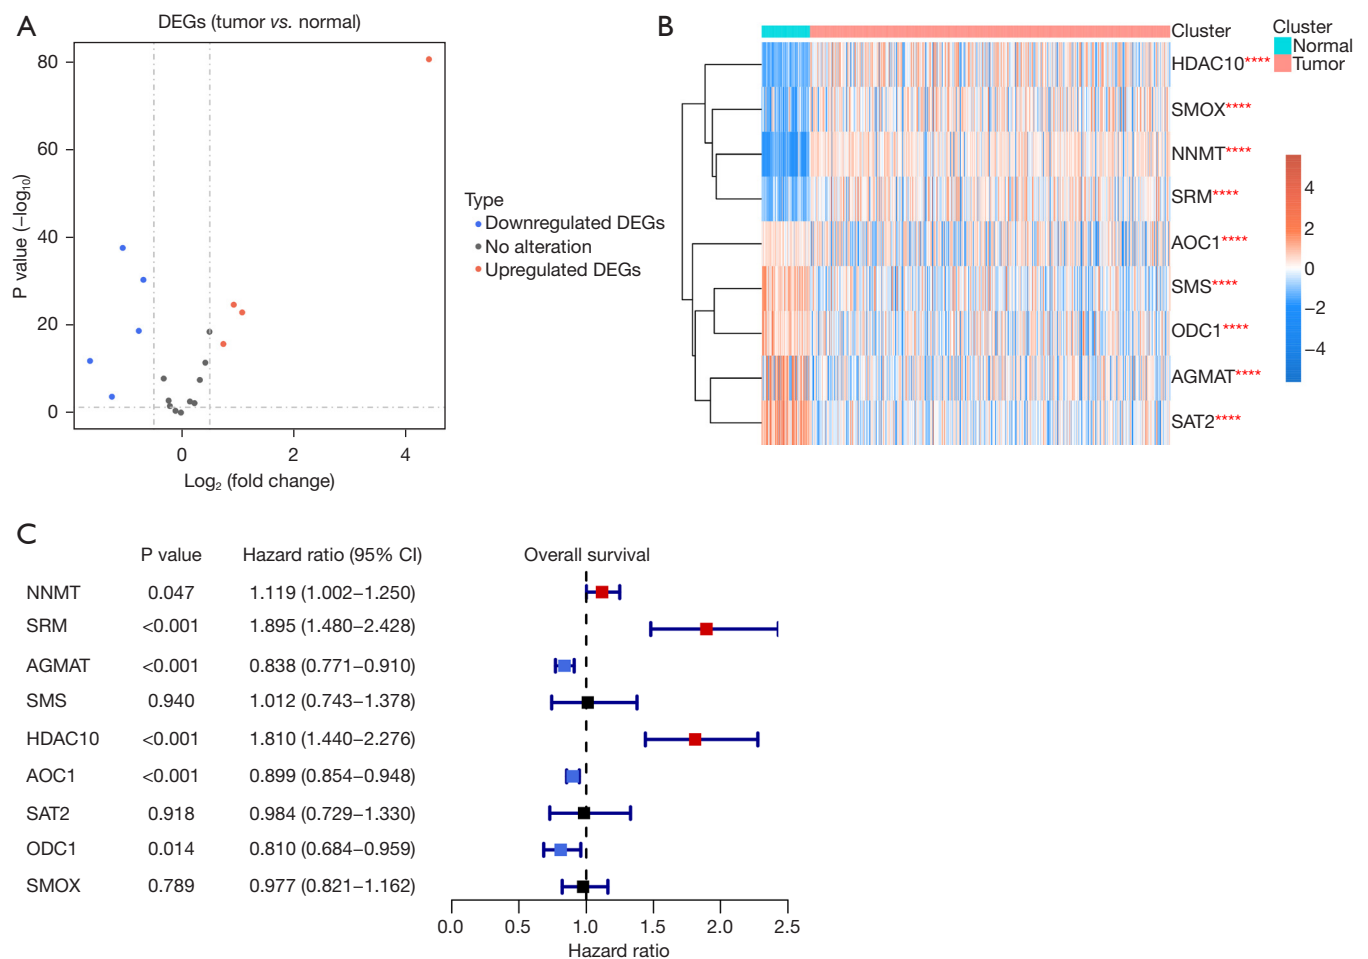 A
DEGs (tumor vs. normal)
80
60
40
20
0
P value (−log10)
0 2 4
Log2 (fold change)
Type
Downregulated DEGs
No alteration
Upregulated DEGs
B
Cluster
HDAC10****
SMOX****
NNMT****
SRM****
AOC1****
SMS****
ODC1****
AGMAT****
SAT2****
Cluster
Normal
Tumor
4
2
0
−2
−4
C
P value Hazard ratio (95% CI) Overall survival
NNMT 0.047 1.119 (1.002−1.250)
SRM <0.001 1.895 (1.480−2.428)
AGMAT <0.001 0.838 (0.771−0.910)
SMS 0.940 1.012 (0.743−1.378)
HDAC10 <0.001 1.810 (1.440−2.276)
AOC1 <0.001 0.899 (0.854−0.948)
SAT2 0.918 0.984 (0.729−1.330)
ODC1 0.014 0.810 (0.684−0.959)
SMOX 0.789 0.977 (0.821−1.162)
0.0 0.5 1.0 1.5 2.0 2.5
Hazard ratio